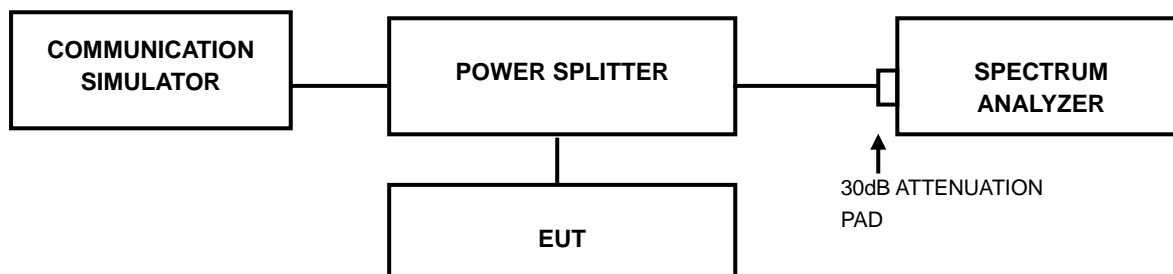 COMMUNICATION
SIMULATOR
POWER SPLITTER
SPECTRUM
ANALYZER
30dB ATTENUATION
PAD
EUT